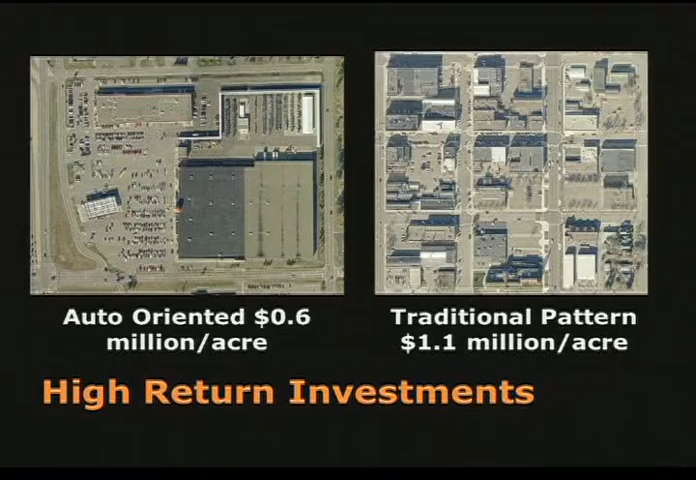 Auto Oriented $0.6
million/acre
Traditional Pattern
$1.1 million/acre
High Return Investments